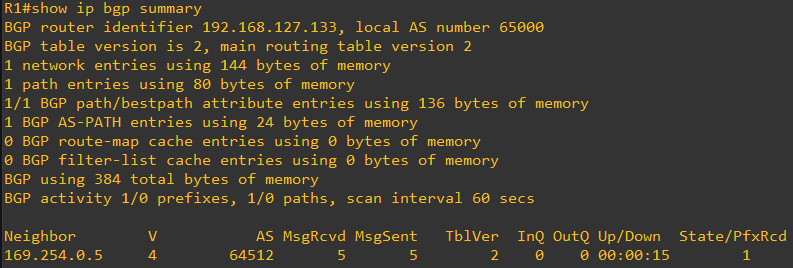 R1#show ip bgp summary
BGP router identifier 192.168.127.133, local AS number 65000
BGP table version is 2, main routing table version 2
1 network entries using 144 bytes of memory
1 path entries using 80 bytes of memory
1/1 BGP path/bestpath attribute entries using 136 bytes of memory
1 BGP AS-PATH entries using 24 bytes of memory
0 BGP route-map cache entries using 0 bytes of memory
0 BGP filter-list cache entries using 0 bytes of memory
BGP using 384 total bytes of memory
BGP activity 1/0 prefixes, 1/0 paths, scan interval 60 secs
Neighbor V AS MsgRcvd MsgSent TblVer InQ OutQ Up/Down State/PfxRcd
169.254.0.5 4 64512 5 5 2 0 0 00:00:15 1